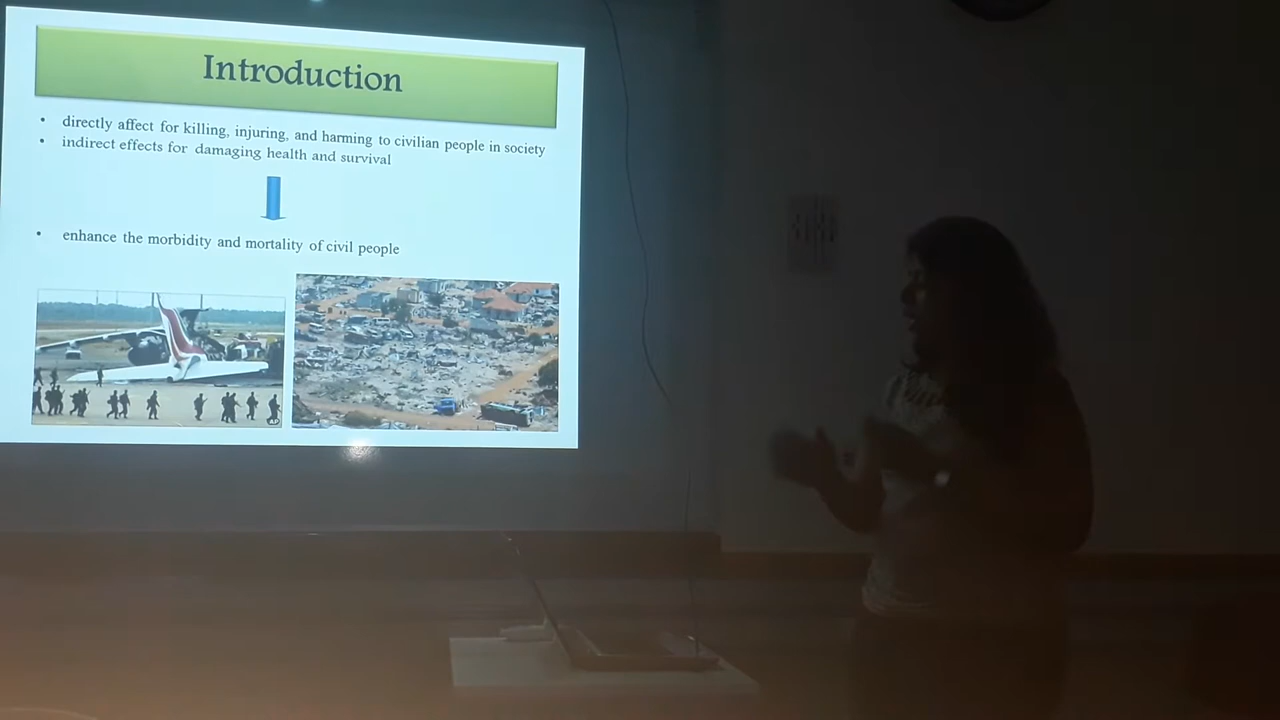 Introduction
• directly affect for killing, injuring, and harming to civilian people in society
• indirect effects for damaging health and survival
• enhance the morbidity and mortality of civil people